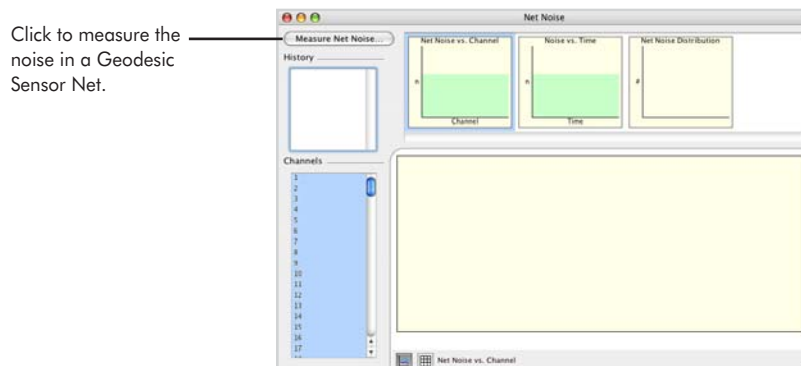 Click to measure the
noise in a Geodesic
Sensor Net.
Net Noise
Measure Net Noise...
History
Net Noise vs. Channel
n
Channel
Noise vs. Time
n
Time
Net Noise Distribution
#
Channels
1
2
3
4
5
6
7
8
9
10
11
12
13
14
15
16
17
Net Noise vs. Channel